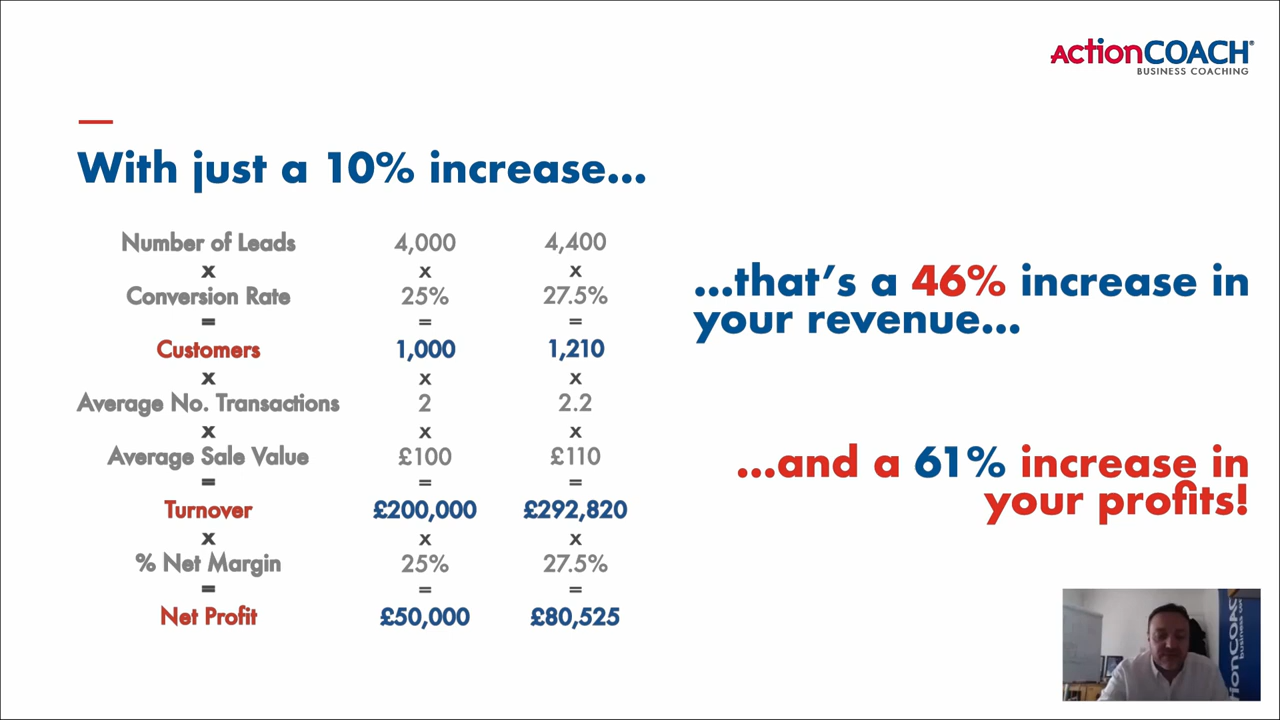 ActionCOACH®
BUSINESS COACHING
With just a 10% increase...
Number of Leads 4,000 4,400
x x x
Conversion Rate 25% 27.5%
= = =
Customers 1,000 1,210
x x x
Average No. Transactions 2 2.2
x x x
Average Sale Value £100 £110
= = =
Turnover £200,000 £292,820
x x x
% Net Margin 25% 27.5%
= = =
Net Profit £50,000 £80,525
...that's a 46% increase in
your revenue...
...and a 61% increase in
your profits!
ionCOAC
business